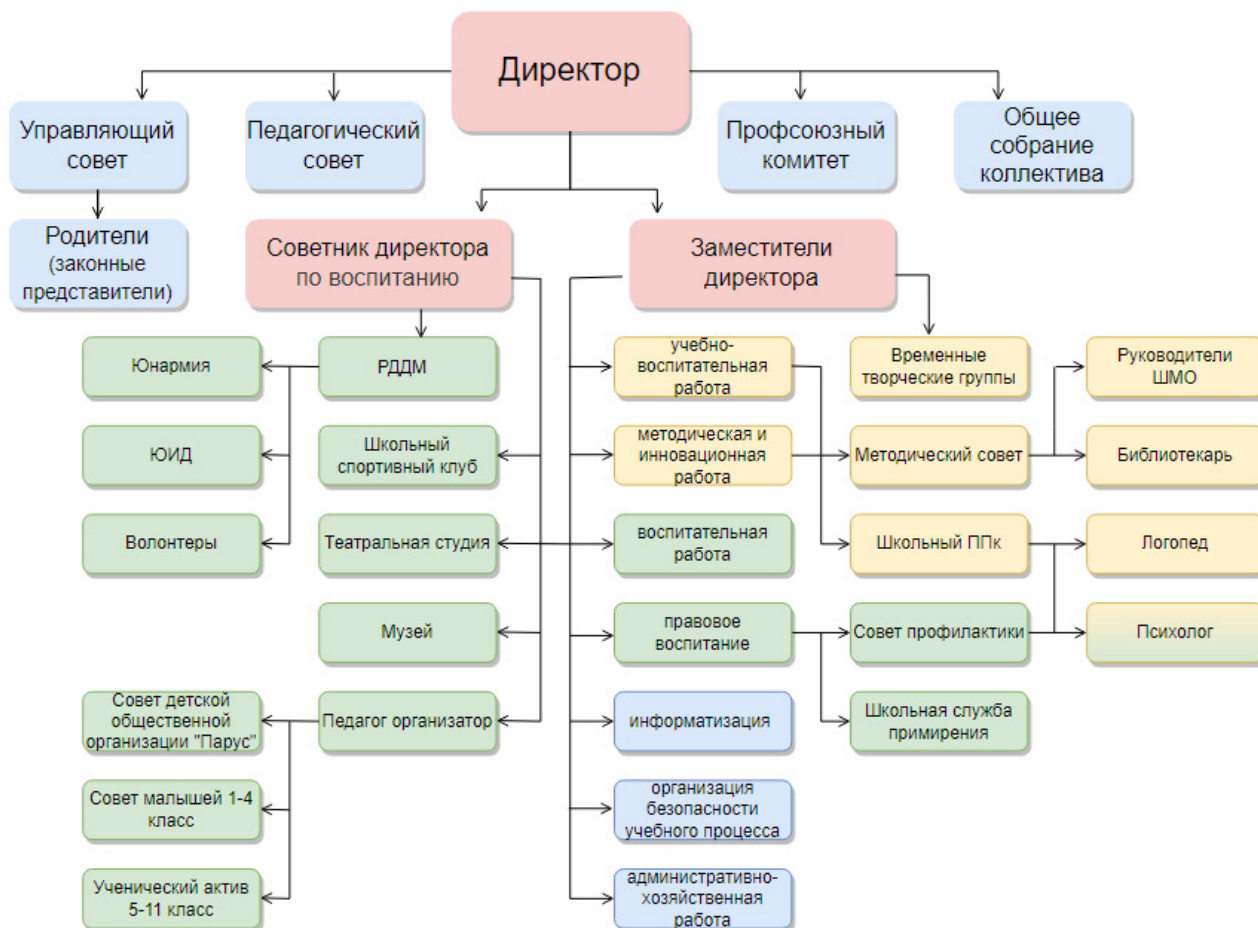 Директор
Управляющий
совет
Педагогический
совет
Профсоюзный
комитет
Общее
собрание
коллектива
Родители
(законные
представители)
Советник директора
по воспитанию
Заместители
директора
Юнармия
РДДМ
учебно-
воспитательная
работа
Временные
творческие группы
Руководители
ШМО
ЮИД
Школьный
спортивный клуб
методическая и
инновационная
работа
Методический совет
Библиотекарь
Волонтеры
Театральная студия
воспитательная
работа
Школьный ППк
Логопед
Музей
правовое
воспитание
Совет профилактики
Психолог
Совет детской
общественной
организации "Парус"
Педагог организатор
информатизация
Школьная служба
примирения
Совет малышей 1-4
класс
организация
безопасности
учебного процесса
Ученический актив
5-11 класс
административно-
хозяйственная
работа